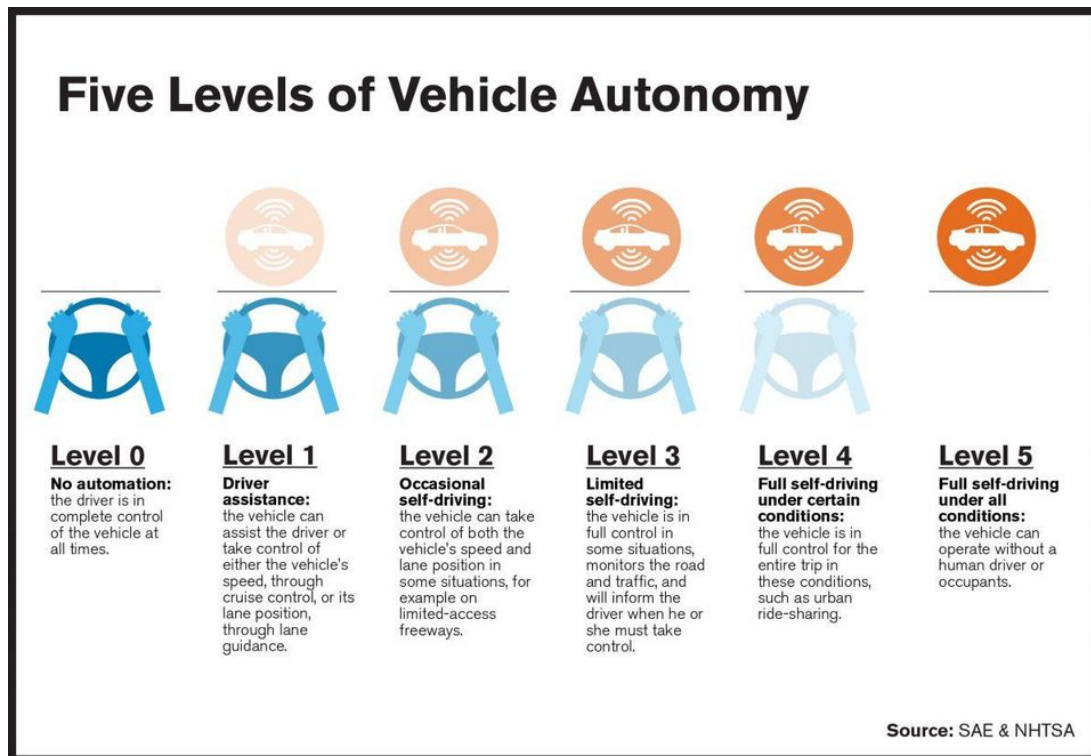 Five Levels of Vehicle Autonomy
Level 0
No automation:
the driver is in
complete control
of the vehicle at
all times.
Level 1
Driver
assistance:
the vehicle can
assist the driver or
take control of
either the vehicle's
speed, through
cruise control, or its
lane position,
through lane
guidance.
Level 2
Occasional
self-driving:
the vehicle can take
control of both the
vehicle's speed and
lane position in
some situations, for
example on
limited-access
freeways.
Level 3
Limited
self-driving:
the vehicle is in
full control in
some situations,
monitors the road
and traffic, and
will inform the
driver when he or
she must take
control.
Level 4
Full self-driving
under certain
conditions:
the vehicle is in
full control for the
entire trip in
these conditions,
such as urban
ride-sharing.
Level 5
Full self-driving
under all
conditions:
the vehicle can
operate without a
human driver or
occupants.
Source: SAE & NHTSA